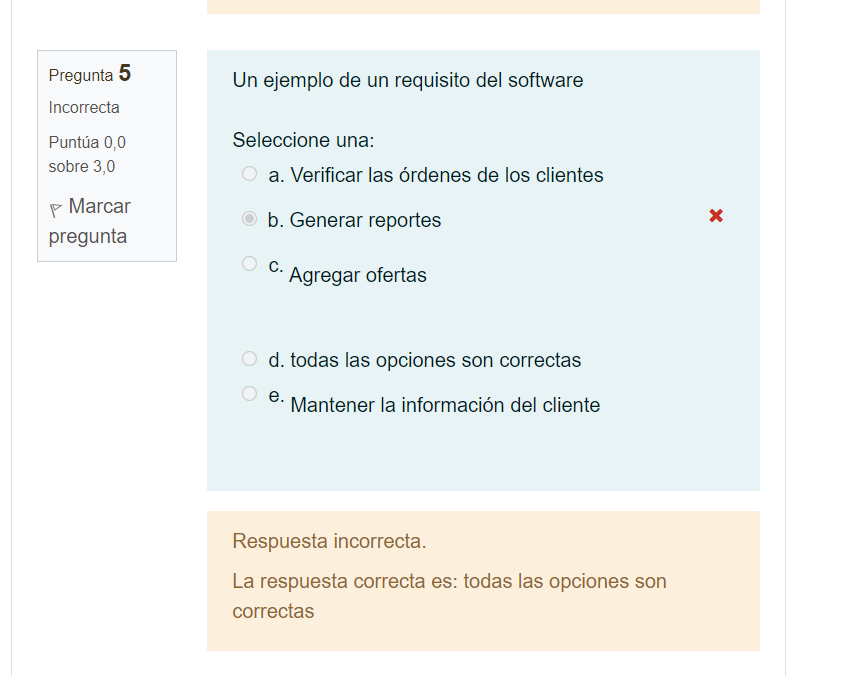 Pregunta 5
Incorrecta
Puntúa 0,0
sobre 3,0
Marcar
pregunta
Un ejemplo de un requisito del software
Seleccione una:
a. Verificar las órdenes de los clientes
b. Generar reportes
c. Agregar ofertas
d. todas las opciones son correctas
e. Mantener la información del cliente
Respuesta incorrecta.
La respuesta correcta es: todas las opciones son
correctas